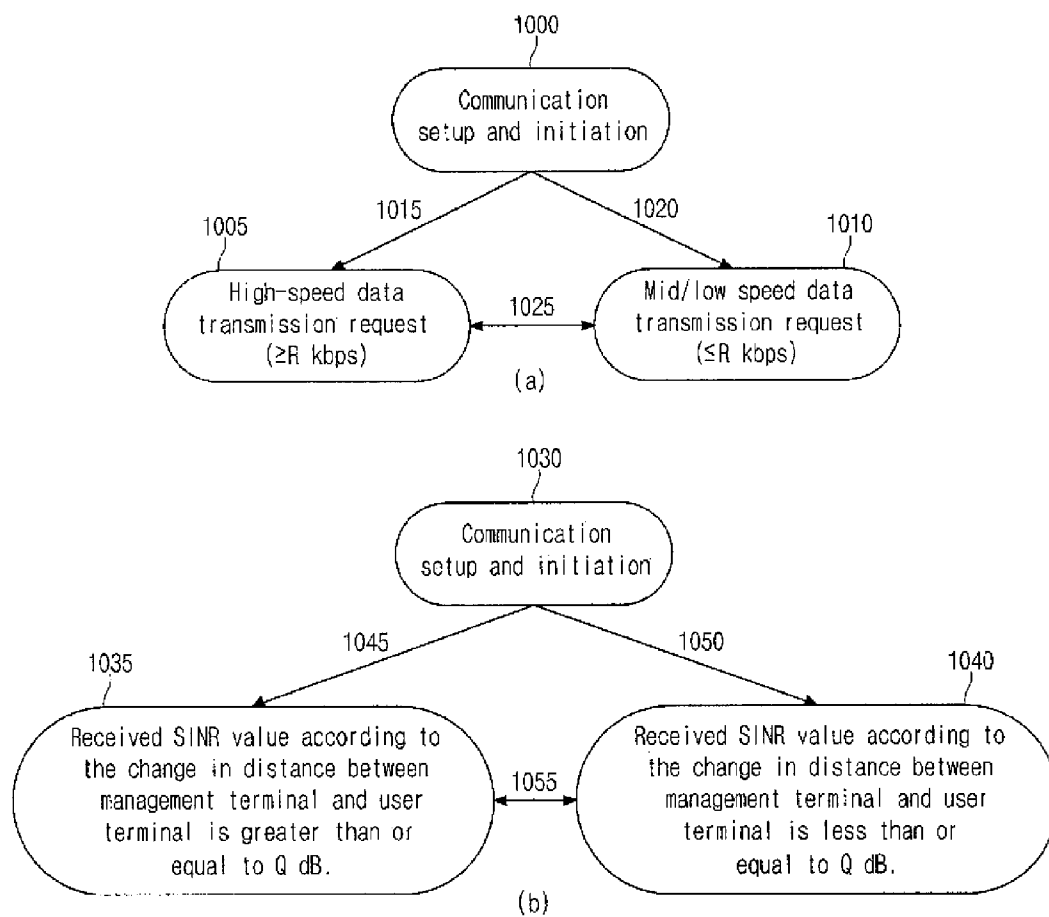 1000
Communication
setup and initiation
1015
1020
1005
1010
High-speed data
transmission request
(≥R kbps)
1025
Mid/low speed data
transmission request
(≤R kbps)
(a)
1030
Communication
setup and initiation
1045
1050
1035
1040
Received SINR value according to
the change in distance between
management terminal and user
terminal is greater than or
equal to Q dB.
1055
Received SINR value according to
the change in distance between
management terminal and user
terminal is less than or
equal to Q dB.
(b)